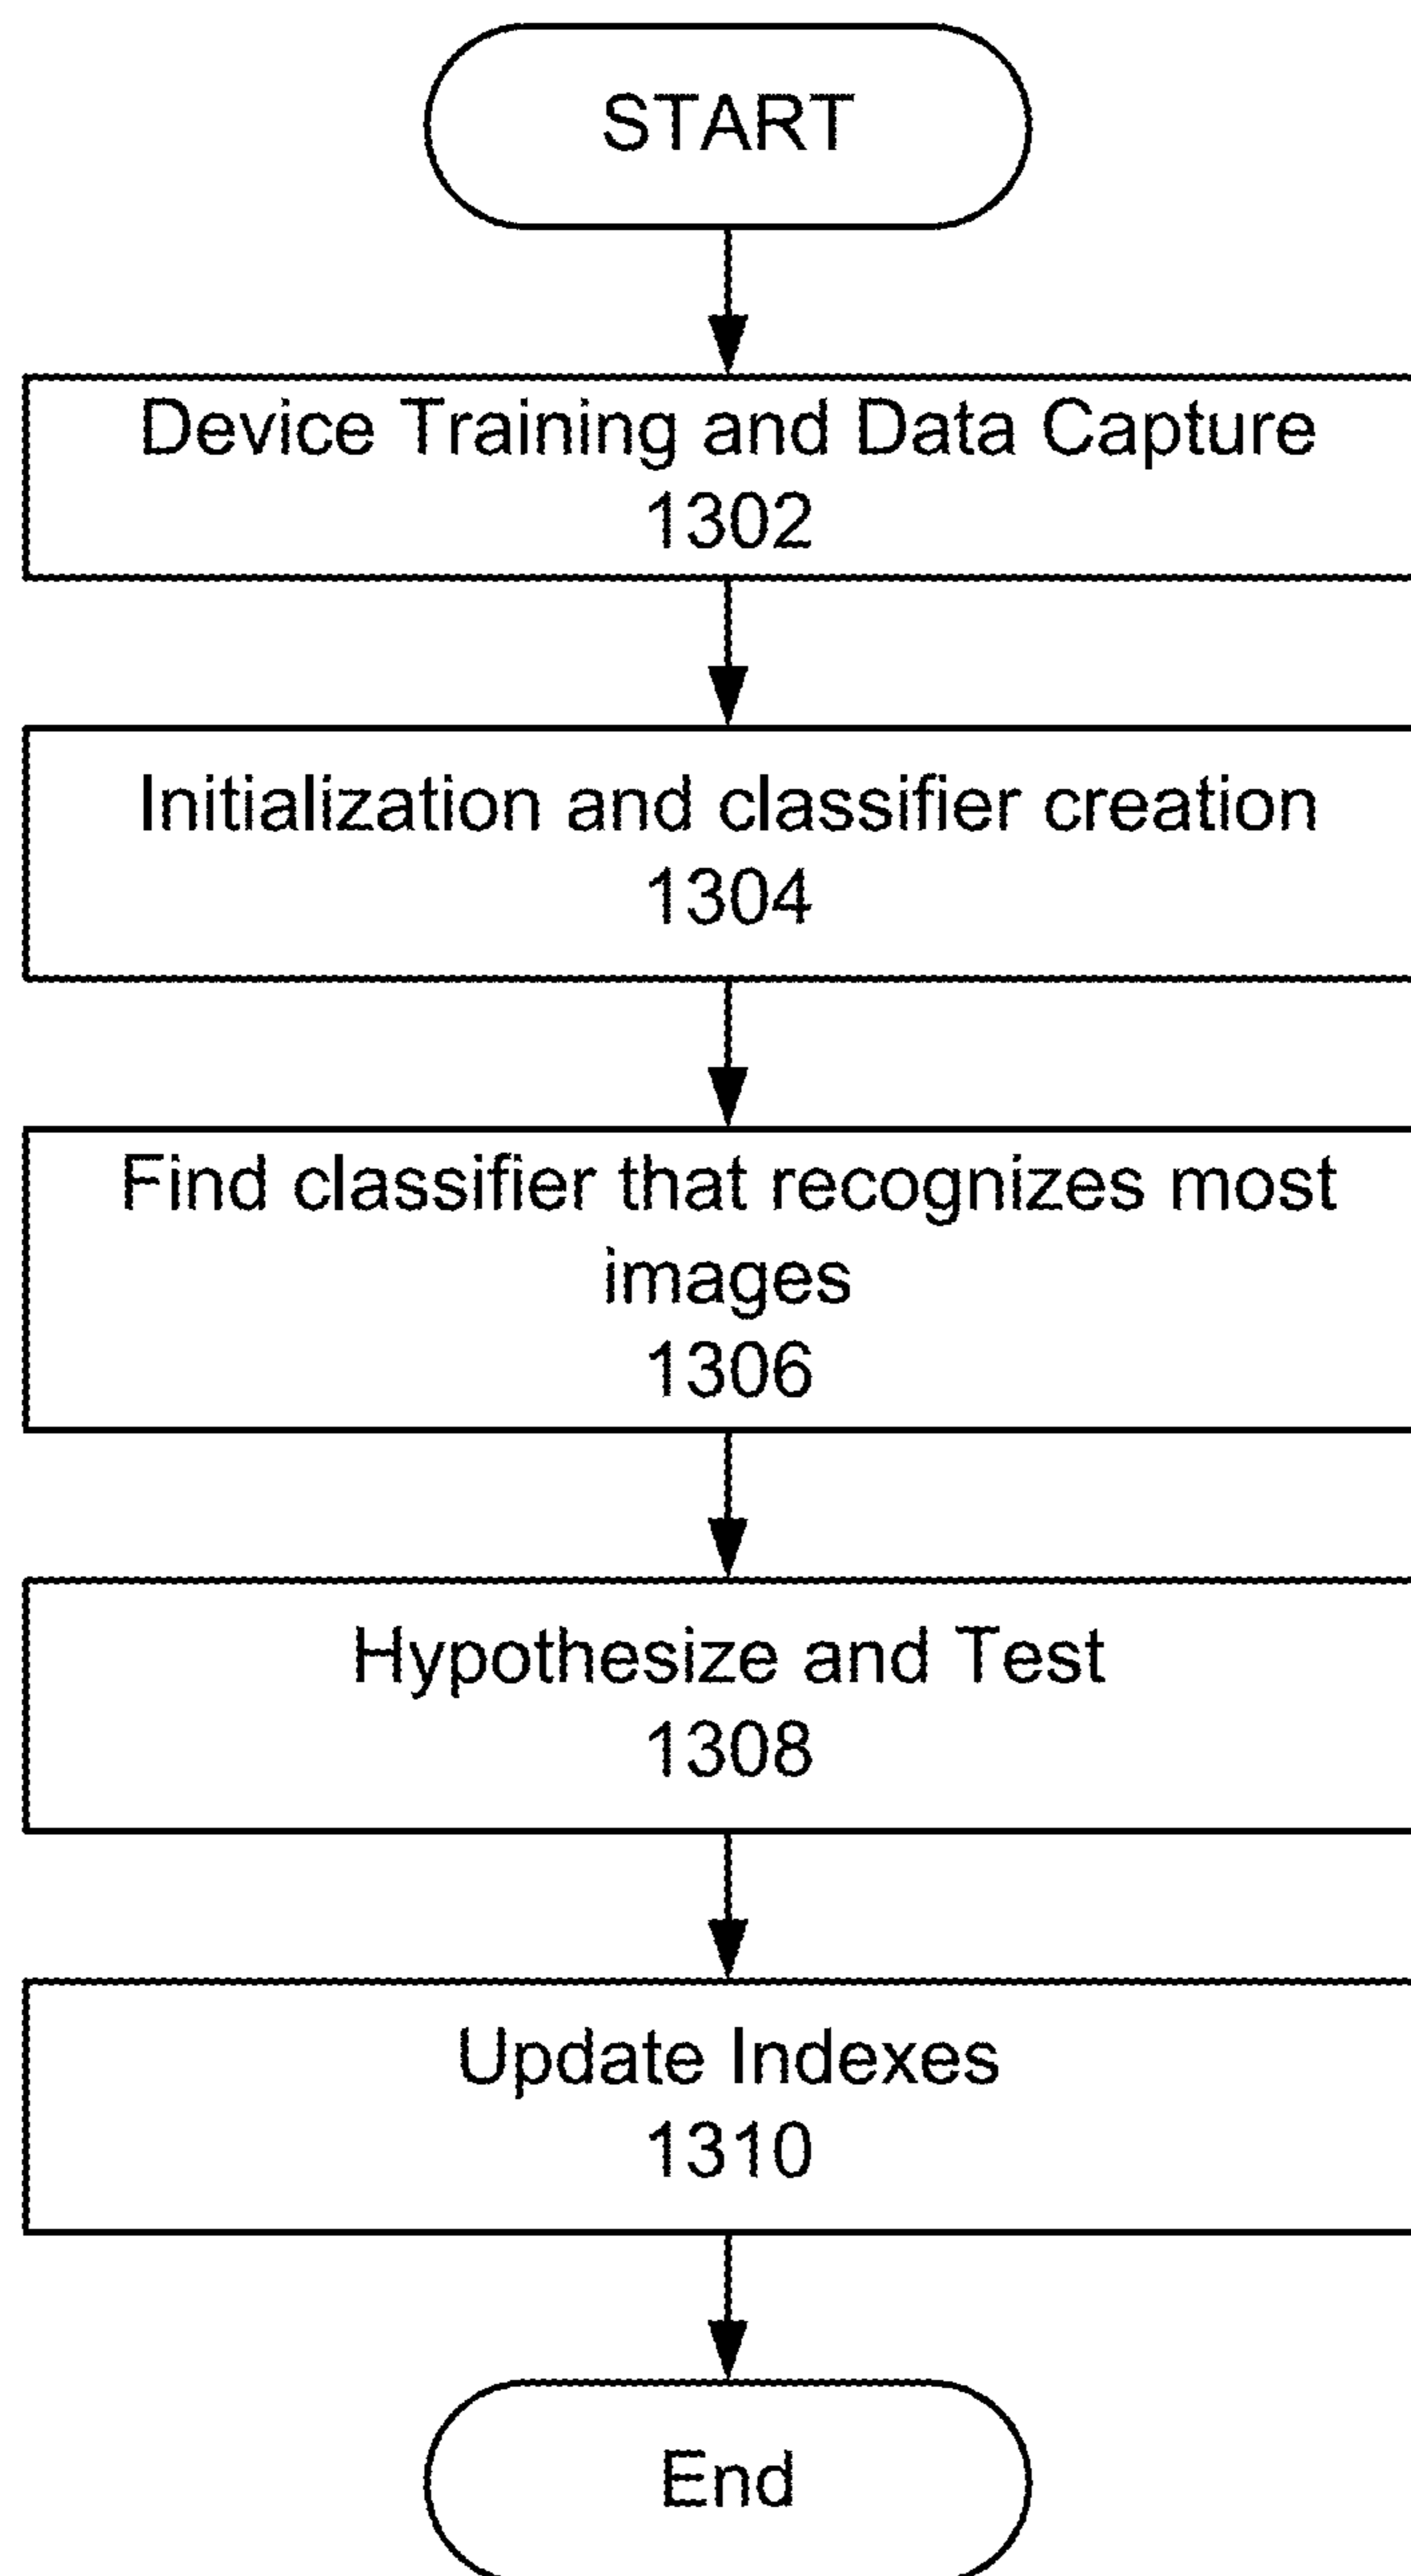 START
Device Training and Data Capture
1302
Initialization and classifier creation
1304
Find classifier that recognizes most
images
1306
Hypothesize and Test
1308
Update Indexes
1310
End